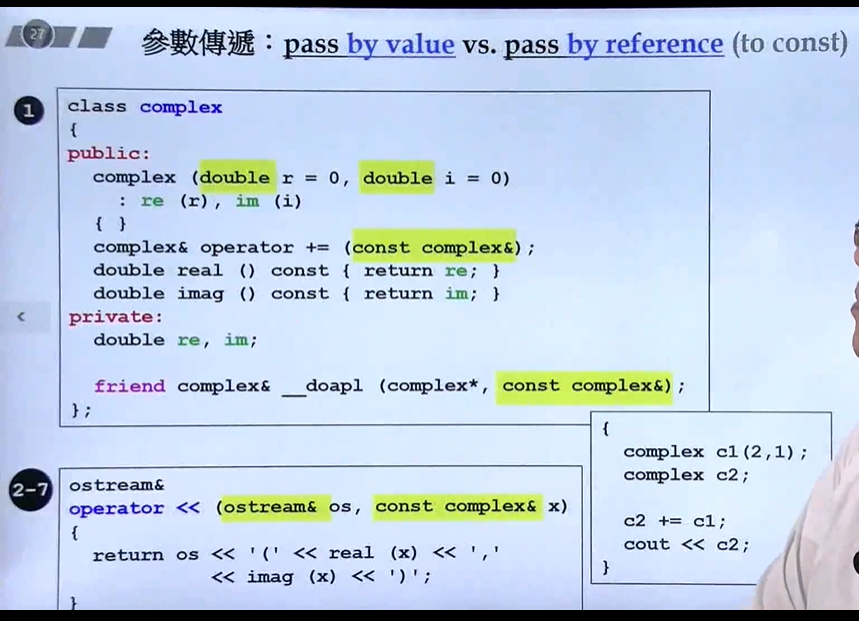 27
參數傳遞：pass by value vs. pass by reference (to const)
1
class complex
{
public:
complex (double r = 0, double i = 0)
: re (r), im (i)
{ }
complex& operator += (const complex&);
double real () const { return re; }
double imag () const { return im; }
private:
double re, im;
friend complex& __doapl (complex*, const complex&);
};
{
complex c1(2,1);
complex c2;
c2 += c1;
cout << c2;
}
2-7
ostream&
operator << (ostream& os, const complex& x)
{
return os << '(' << real (x) << ','
<< imag (x) << ')';
}